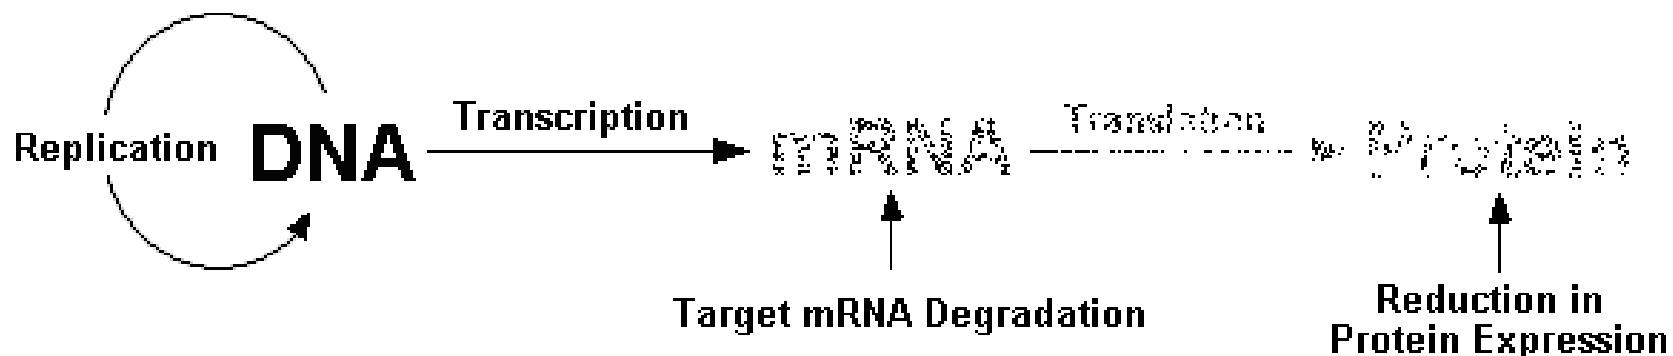 Transcription
Translation
Replication DNA mRNA Protein
Target mRNA Degradation
Reduction in
Protein Expression